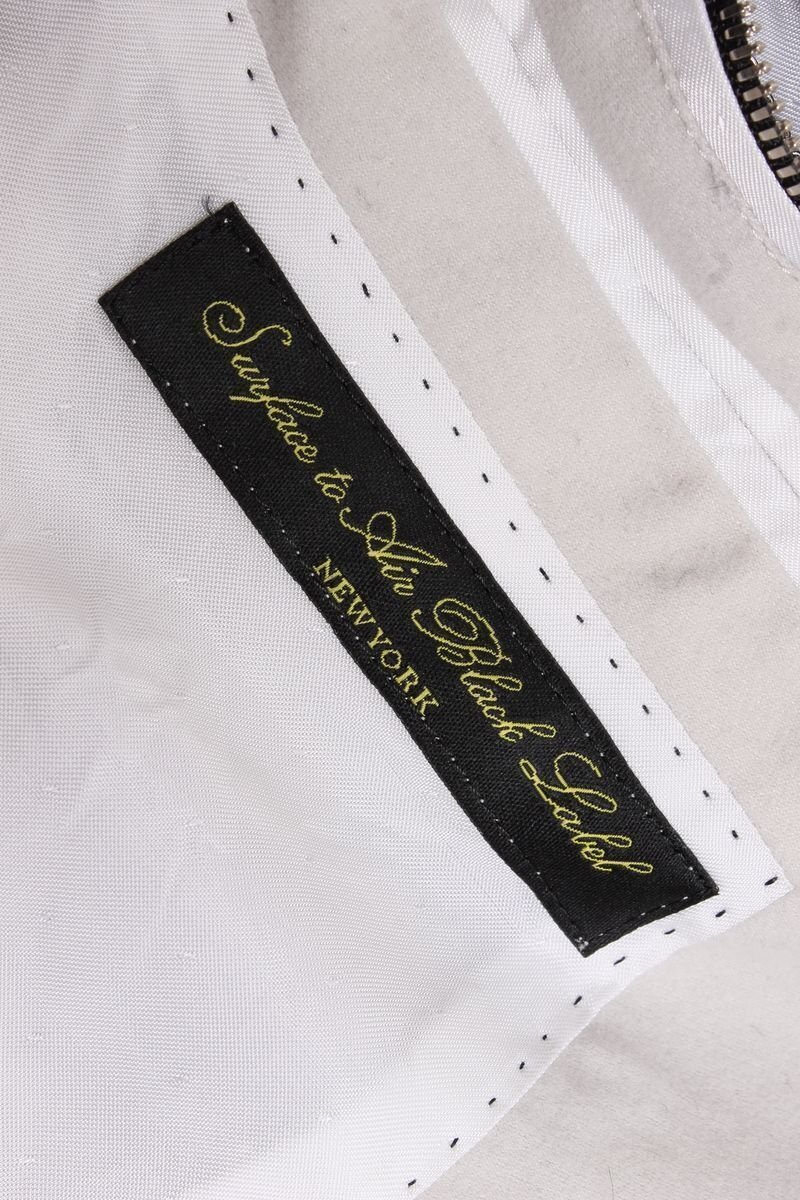 Surface to Air Black Label
NEW YORK